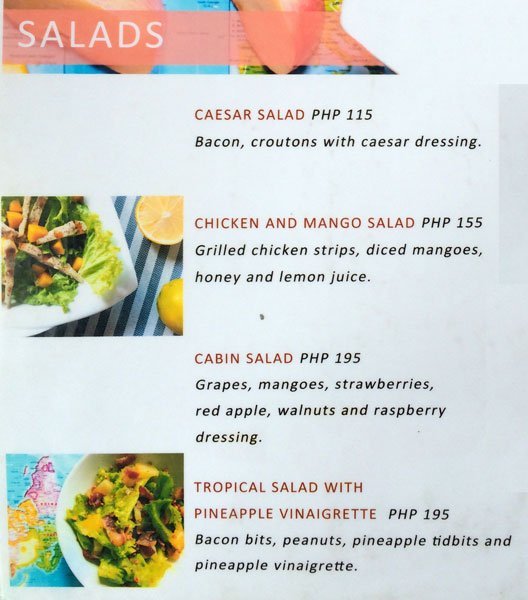 SALADS
CAESAR SALAD PHP 115
Bacon, croutons with caesar dressing.
CHICKEN AND MANGO SALAD PHP 155
Grilled chicken strips, diced mangoes,
honey and lemon juice.
CABIN SALAD PHP 195
Grapes, mangoes, strawberries,
red apple, walnuts and raspberry
dressing.
TROPICAL SALAD WITH
PINEAPPLE VINAIGRETTE PHP 195
Bacon bits, peanuts, pineapple tidbits and
pineapple vinaigrette.